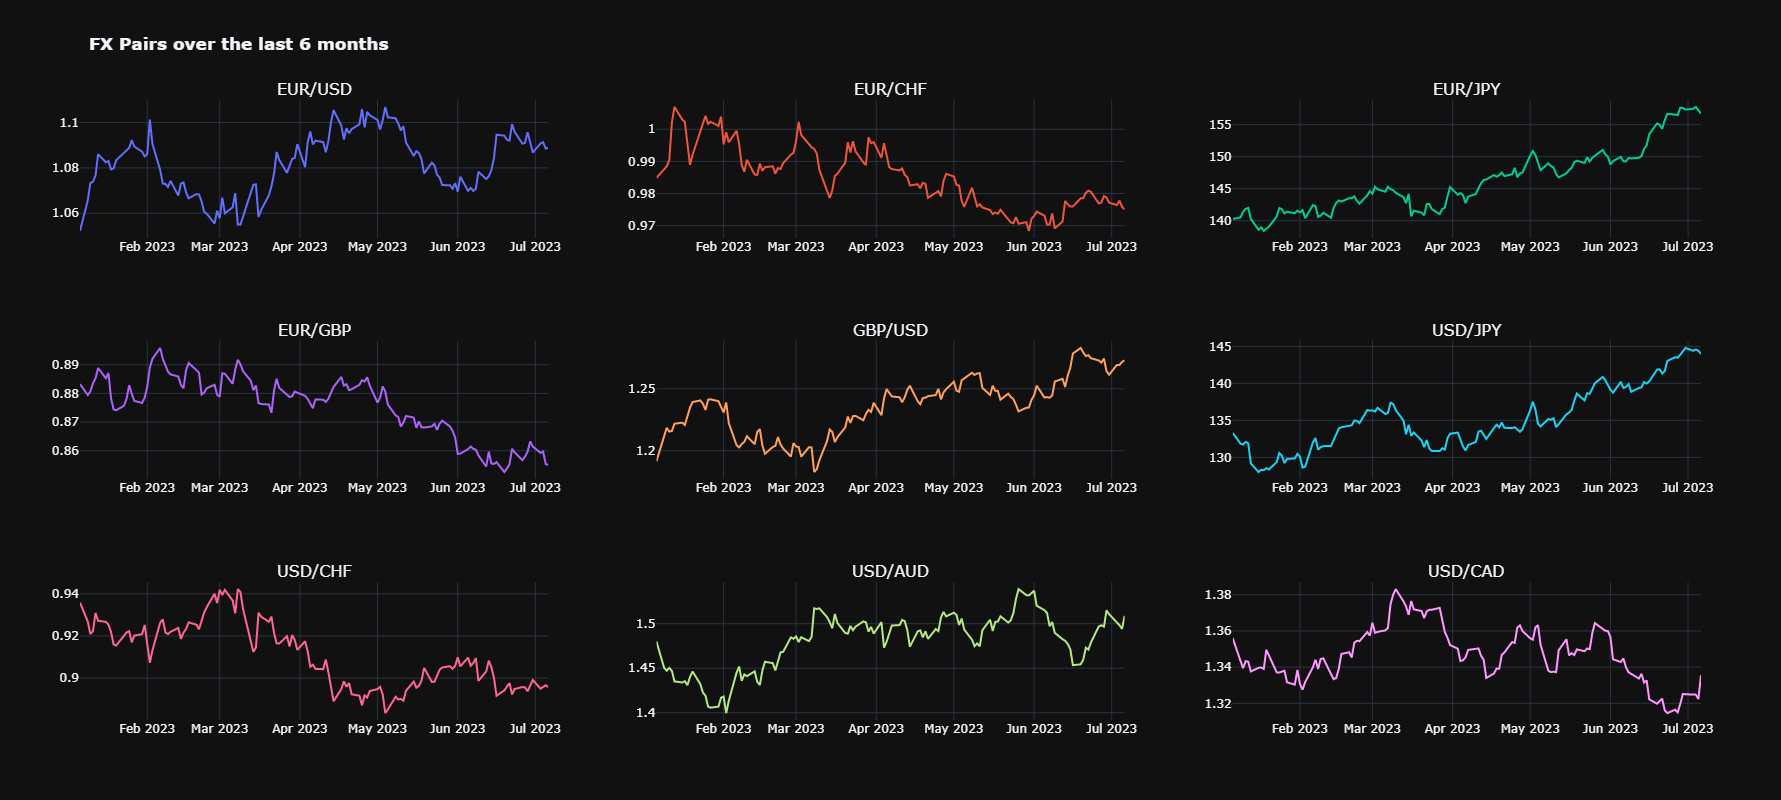 FX Pairs over the last 6 months
EUR/USD
1.1
1.08
1.06
Feb 2023 Mar 2023 Apr 2023 May 2023 Jun 2023 Jul 2023
EUR/CHF
1
0.99
0.98
0.97
Feb 2023 Mar 2023 Apr 2023 May 2023 Jun 2023 Jul 2023
EUR/JPY
155
150
145
140
Feb 2023 Mar 2023 Apr 2023 May 2023 Jun 2023 Jul 2023
EUR/GBP
0.89
0.88
0.87
0.86
Feb 2023 Mar 2023 Apr 2023 May 2023 Jun 2023 Jul 2023
GBP/USD
1.25
1.2
Feb 2023 Mar 2023 Apr 2023 May 2023 Jun 2023 Jul 2023
USD/JPY
145
140
135
130
Feb 2023 Mar 2023 Apr 2023 May 2023 Jun 2023 Jul 2023
USD/CHF
0.94
0.92
0.9
Feb 2023 Mar 2023 Apr 2023 May 2023 Jun 2023 Jul 2023
USD/AUD
1.5
1.45
1.4
Feb 2023 Mar 2023 Apr 2023 May 2023 Jun 2023 Jul 2023
USD/CAD
1.38
1.36
1.34
1.32
Feb 2023 Mar 2023 Apr 2023 May 2023 Jun 2023 Jul 2023